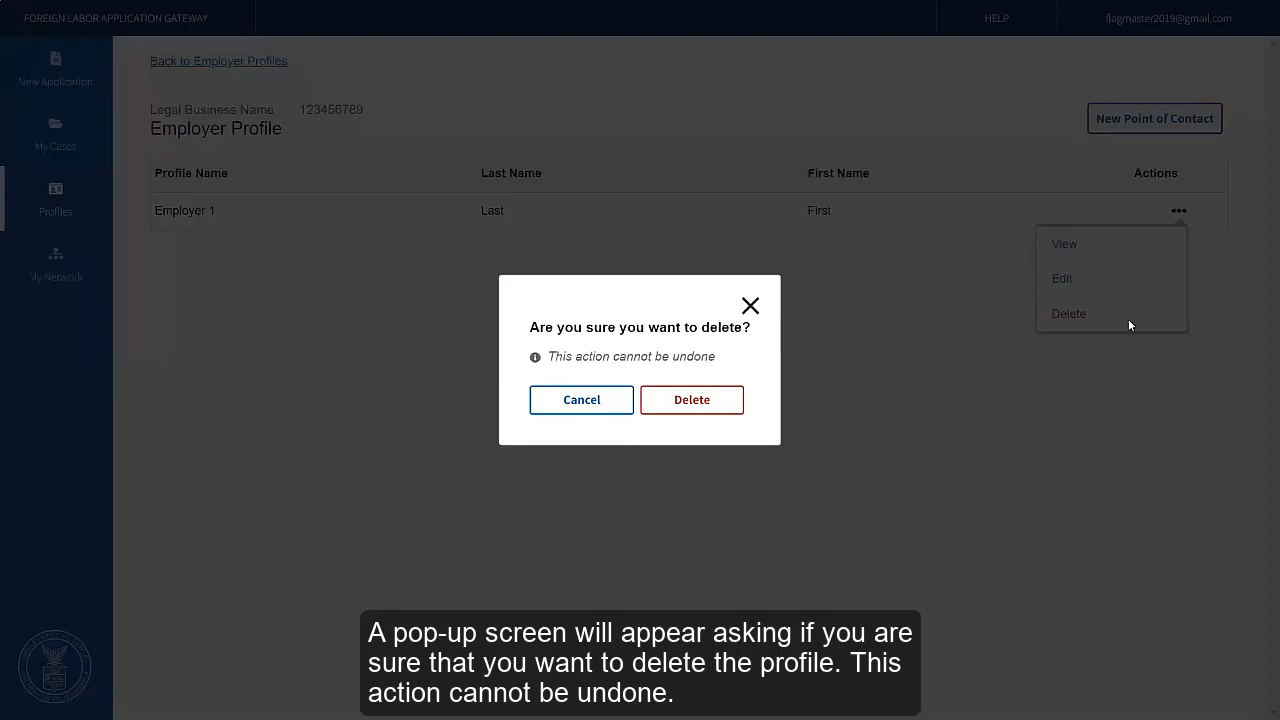 FOREIGN LABOR APPLICATION GATEWAY
HELP
flagmaster2019@gmail.com
New Application
My Cases
Profiles
My Network
Back to Employer Profiles
Legal Business Name 123456789
Employer Profile
New Point of Contact
Profile Name Last Name First Name Actions
Employer 1 Last First •••
View
Edit
Delete
Are you sure you want to delete?
This action cannot be undone
Cancel Delete
A pop-up screen will appear asking if you are
sure that you want to delete the profile. This
action cannot be undone.